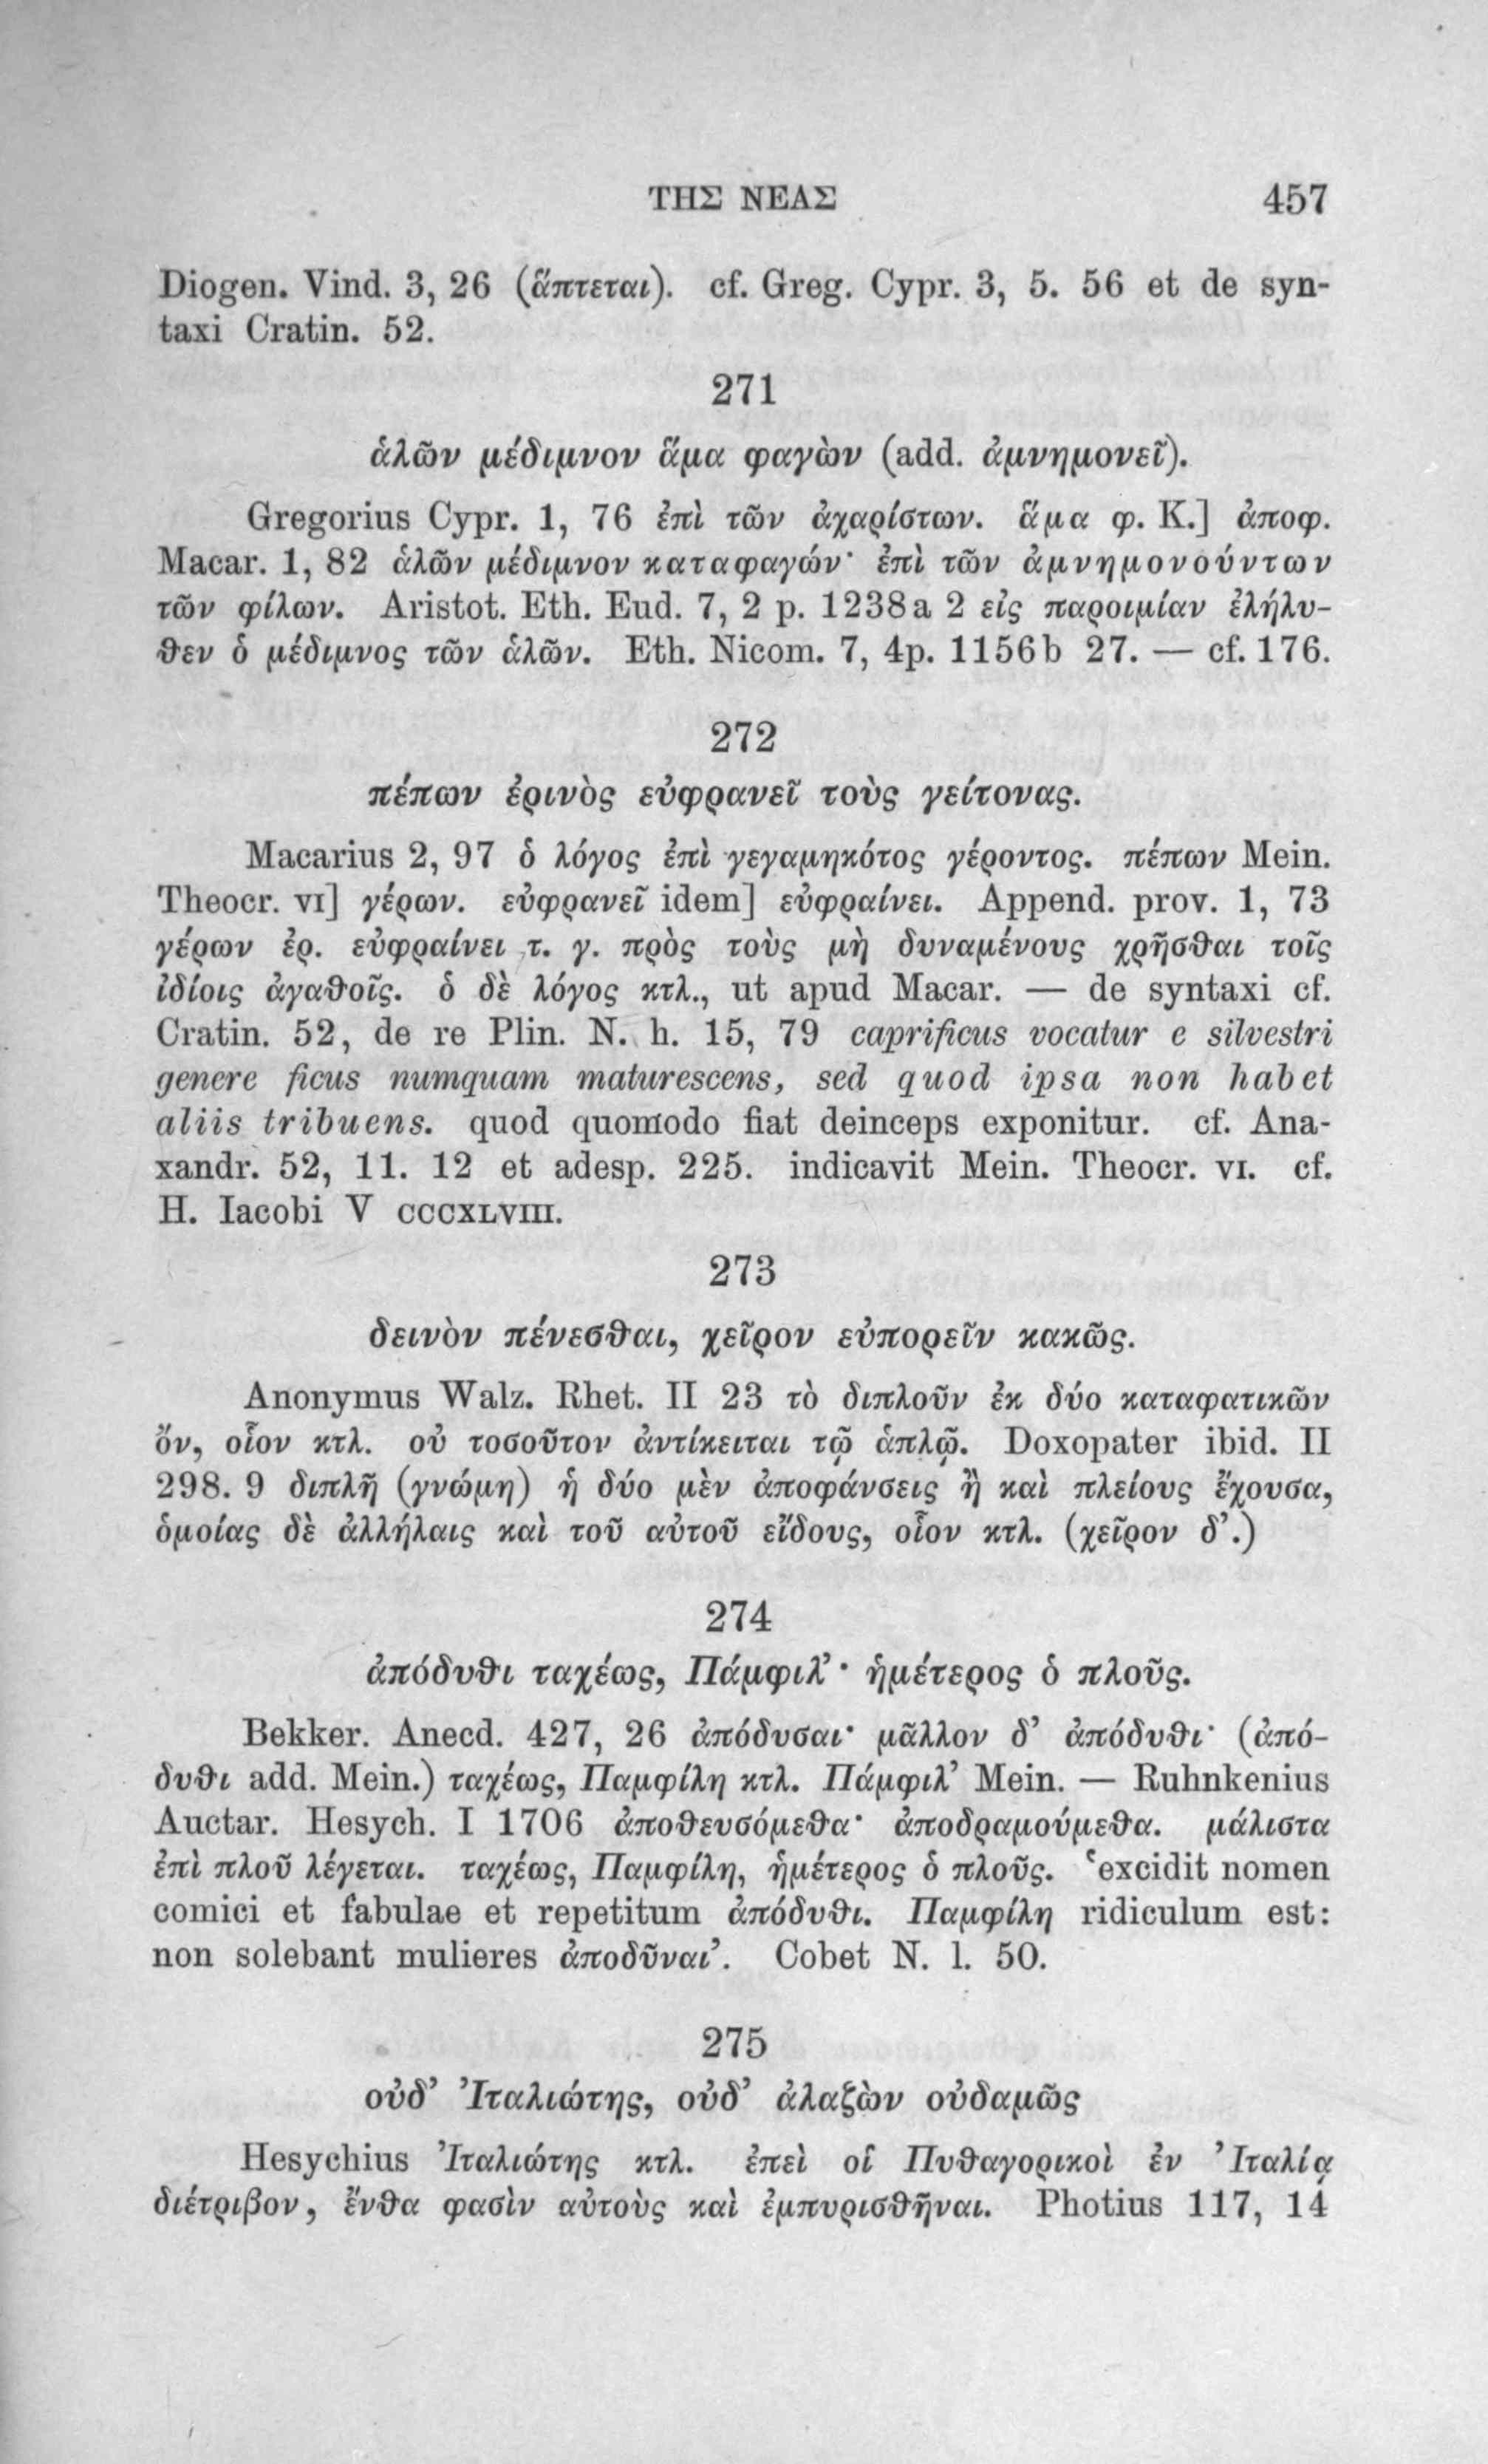 ΤΗΣ ΝΕΑΣ 457
Diogen. Vind. 3, 26 (ἅπτεται). cf. Greg. Cypr. 3, 5. 56 et de syn-
taxi Cratin. 52.
271
ἁλῶν μέδιμνον ἅμα φαγὼν (add. ἀμνημονεῖ).
Gregorius Cypr. 1, 76 ἐπὶ τῶν ἀχαρίστων. ἅμα φ. K.] ἀποφ.
Macar. 1, 82 ἁλῶν μέδιμνον καταφαγών· ἐπὶ τῶν ἀμνημονούντων
τῶν φίλων. Aristot. Eth. Eud. 7, 2 p. 1238a 2 εἰς παροιμίαν ἐλήλυ-
θεν ὁ μέδιμνος τῶν ἁλῶν. Eth. Nicom. 7, 4p. 1156b 27. — cf. 176.
272
πέπων ἐρινὸς εὐφρανεῖ τοὺς γείτονας.
Macarius 2, 97 ὁ λόγος ἐπὶ γεγαμηκότος γέροντος. πέπων Mein.
Theocr. VI] γέρων. εὐφρανεῖ idem] εὐφραίνει. Append. prov. 1, 73
γέρων ἐρ. εὐφραίνει τ. γ. πρὸς τοὺς μὴ δυναμένους χρῆσθαι τοῖς
ἰδίοις ἀγαθοῖς. ὁ δὲ λόγος κτλ., ut apud Macar. — de syntaxi cf.
Cratin. 52, de re Plin. N. h. 15, 79 caprificus vocatur e silvestri
genere ficus numquam maturescens, sed quod ipsa non habet
aliis tribuens. quod quomodo fiat deinceps exponitur. cf. Ana-
xandr. 52, 11. 12 et adesp. 225. indicavit Mein. Theocr. VI. cf.
H. Iacobi V CCCXLVIII.
273
δεινὸν πένεσθαι, χεῖρον εὐπορεῖν κακῶς.
Anonymus Walz. Rhet. II 23 τὸ διπλοῦν ἐκ δύο καταφατικῶν
ὄν, οἷον κτλ. οὐ τοσοῦτον ἀντίκειται τῷ ἁπλῷ. Doxopater ibid. II
298. 9 διπλῆ (γνώμη) ἡ δύο μὲν ἀποφάνσεις ἢ καὶ πλείους ἔχουσα,
ὁμοίας δὲ ἀλλήλαις καὶ τοῦ αὐτοῦ εἴδους, οἷον κτλ. (χεῖρον δ’.)
274
ἀπόδυθι ταχέως, Πάμφιλ’· ἡμέτερος ὁ πλοῦς.
Bekker. Anecd. 427, 26 ἀπόδυσαι· μᾶλλον δ’ ἀπόδυθι· (ἀπό-
δυθι add. Mein.) ταχέως, Παμφίλη κτλ. Πάμφιλ’ Mein. — Ruhnkenius
Auctar. Hesych. I 1706 ἀποθευσόμεθα· ἀποδραμούμεθα. μάλιστα
ἐπὶ πλοῦ λέγεται. ταχέως, Παμφίλη, ἡμέτερος ὁ πλοῦς. ‘excidit nomen
comici et fabulae et repetitum ἀπόδυθι. Παμφίλη ridiculum est:
non solebant mulieres ἀποδῦναι’. Cobet N. l. 50.
275
οὐδ’ Ἰταλιώτης, οὐδ’ ἀλαζὼν οὐδαμῶς
Hesychius Ἰταλιώτης κτλ. ἐπεὶ οἱ Πυθαγορικοὶ ἐν Ἰταλίᾳ
διέτριβον, ἔνθα φασὶν αὐτοὺς καὶ ἐμπυρισθῆναι. Photius 117, 14